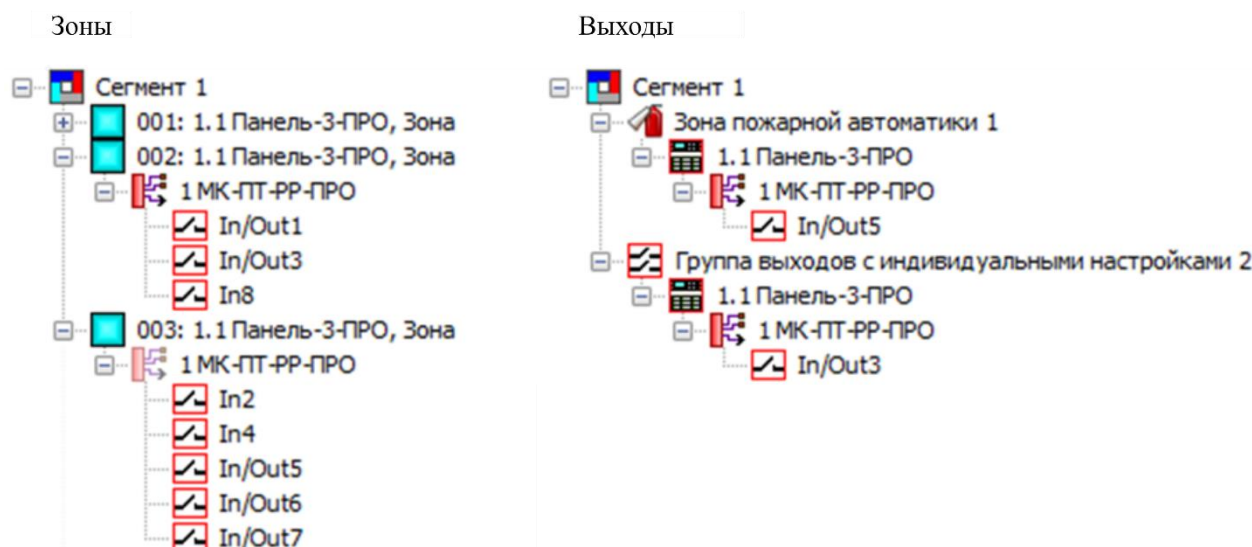 Зоны
Сегмент 1
001: 1.1 Панель-3-ПРО, Зона
002: 1.1 Панель-3-ПРО, Зона
1 МК-ПТ-РР-ПРО
In/Out1
In/Out3
In8
003: 1.1 Панель-3-ПРО, Зона
1 МК-ПТ-РР-ПРО
In2
In4
In/Out5
In/Out6
In/Out7
Выходы
Сегмент 1
Зона пожарной автоматики 1
1.1 Панель-3-ПРО
1 МК-ПТ-РР-ПРО
In/Out5
Группа выходов с индивидуальными настройками 2
1.1 Панель-3-ПРО
1 МК-ПТ-РР-ПРО
In/Out3